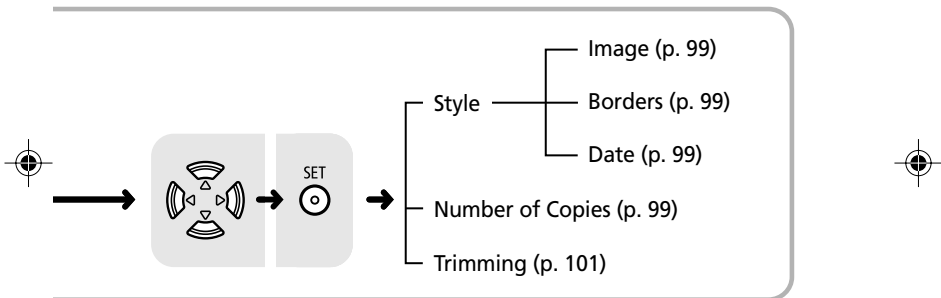 Image (p. 99)
Style
Borders (p. 99)
Date (p. 99)
SET
Number of Copies (p. 99)
Trimming (p. 101)